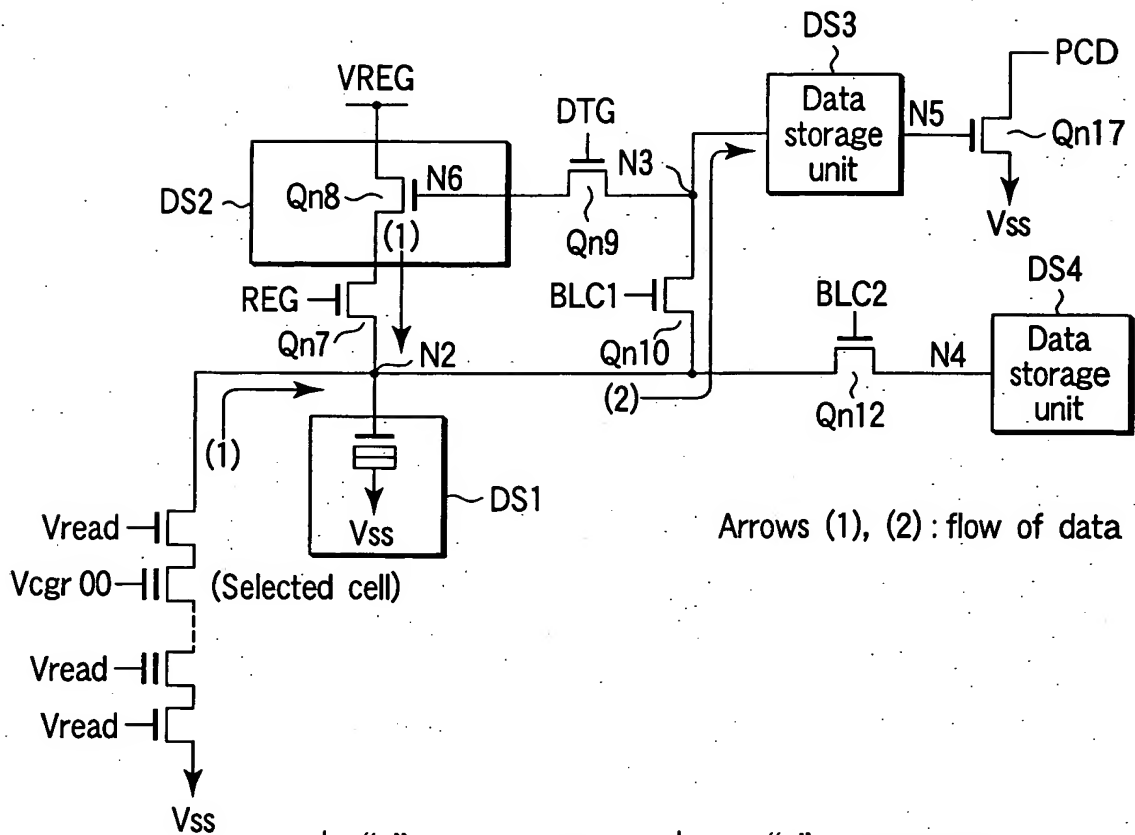 DS3
PCD
VREG
Data
storage
unit
DTG
N5
Qn17
N3
N6
Qn8
DS2
(1)
Qn9
Vss
DS4
REG
BLC1
BLC2
Data
storage
unit
Qn7
N2
Qn10
N4
(2)
Qn12
(1)
DS1
Vss
Arrows (1), (2) : flow of data
Vread
Vcgr 00
(Selected cell)
Vread
Vread
Vss